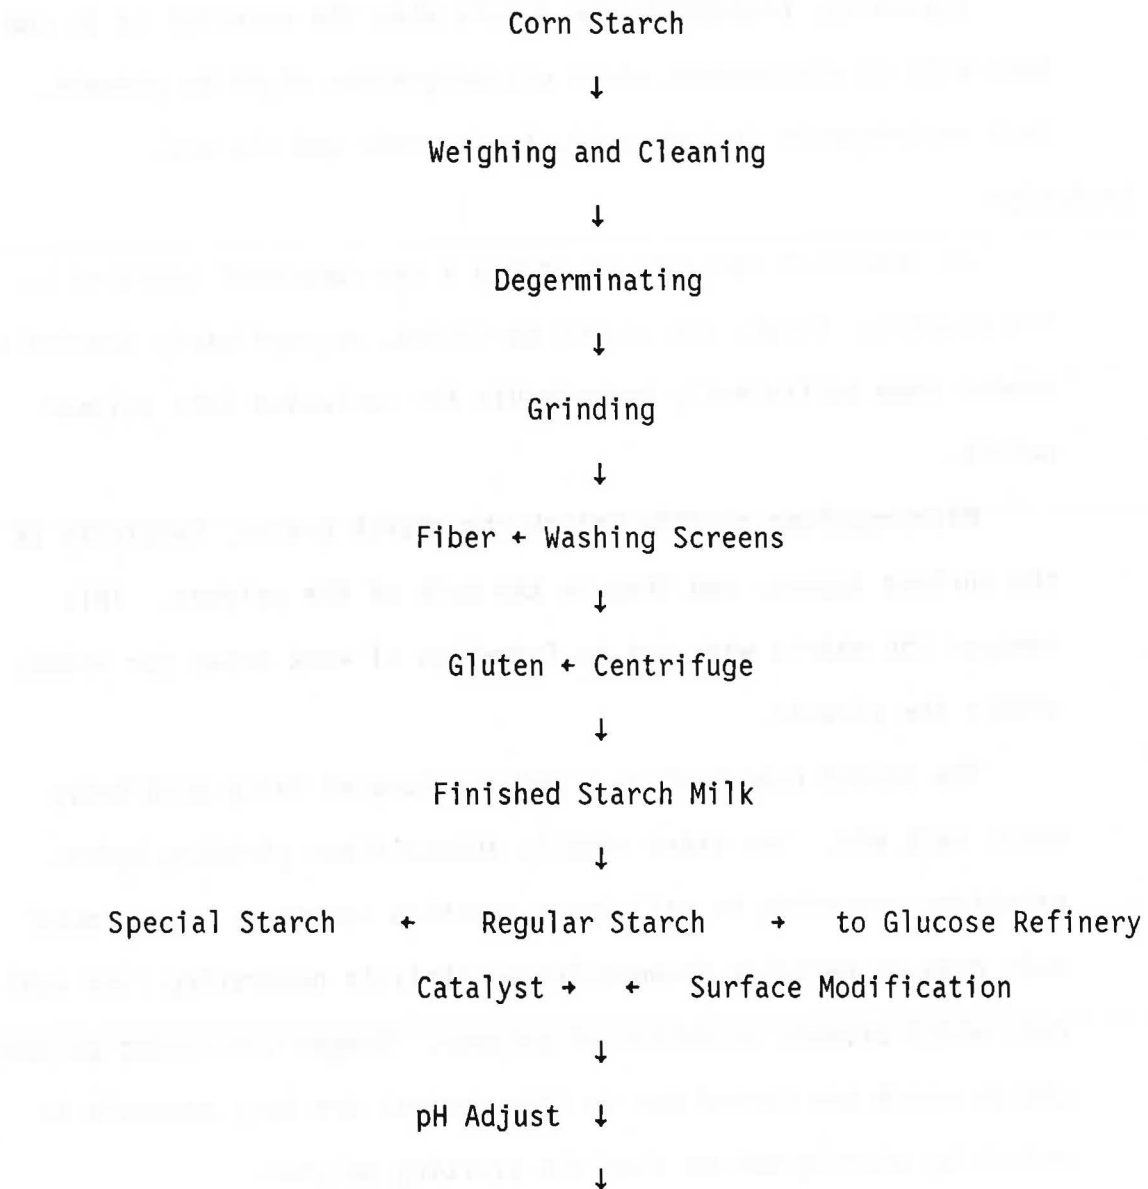 Corn Starch
↓
Weighing and Cleaning
↓
Degerminating
↓
Grinding
↓
Fiber ← Washing Screens
↓
Gluten ← Centrifuge
↓
Finished Starch Milk
↓
Special Starch ← Regular Starch → to Glucose Refinery
Catalyst → ← Surface Modification
↓
pH Adjust ↓
↓